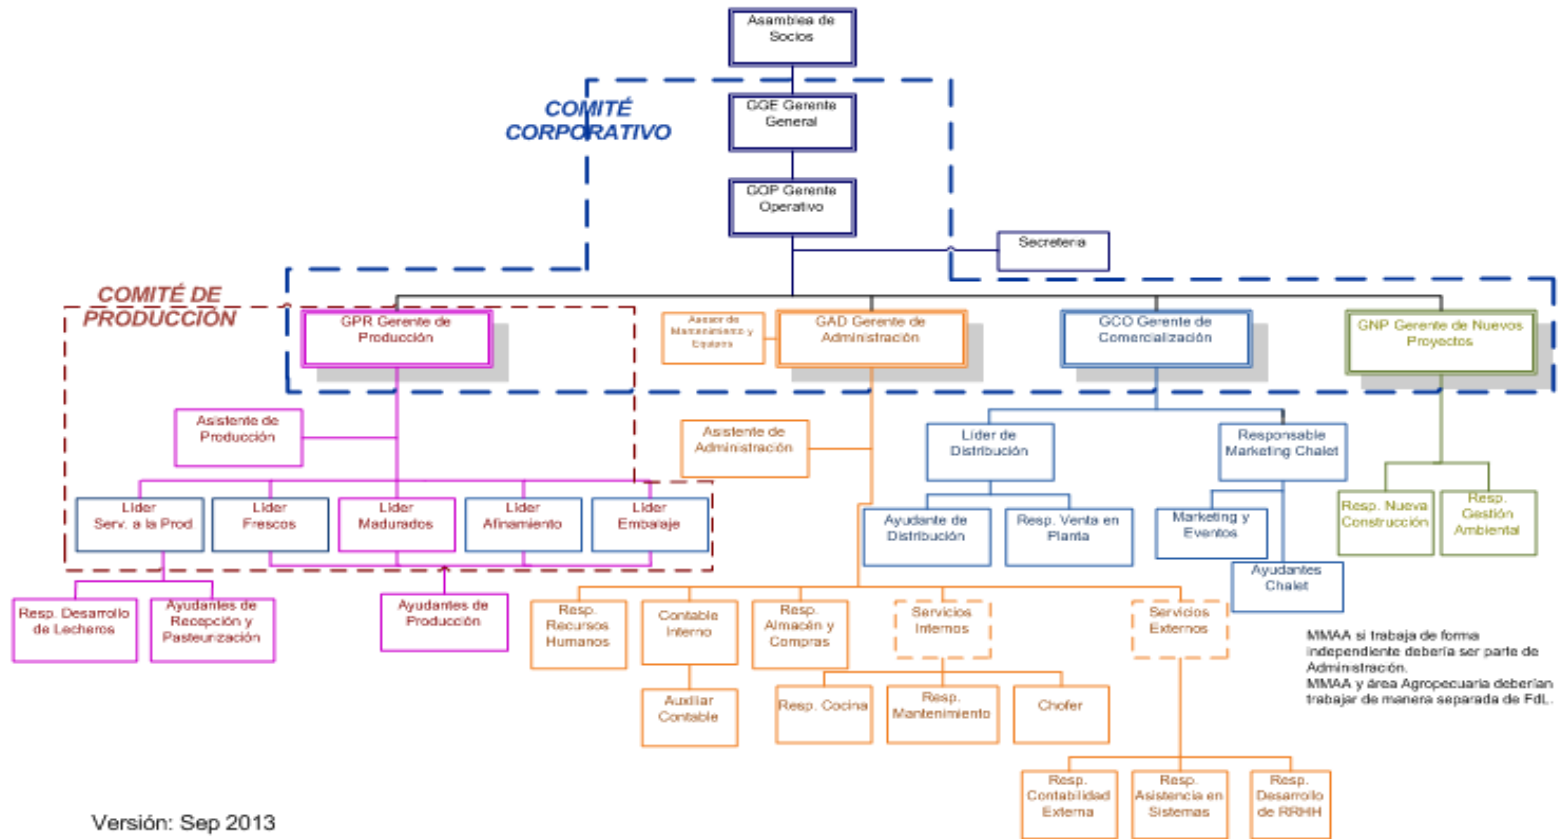 Asamblea de
Socios
COMITÉ
CORPORATIVO
GGE Gerente
General
GOP Gerente
Operativo
Secretaria
COMITÉ DE
PRODUCCIÓN
GPR Gerente de
Producción
Asesor de
Mantenimiento y
Equipos
GAD Gerente de
Administración
GCO Gerente de
Comercialización
GNP Gerente de Nuevos
Proyectos
Asistente de
Producción
Asistente de
Administración
Líder de
Distribución
Responsable
Marketing Chalet
Líder
Serv. a la Prod
Líder
Frescos
Líder
Madurados
Líder
Afinamiento
Líder
Embalaje
Ayudante de
Distribución
Resp. Venta en
Planta
Marketing y
Eventos
Ayudantes
Chalet
Resp. Nueva
Construcción
Resp.
Gestión
Ambiental
Resp. Desarrollo
de Lecheros
Ayudantes de
Recepción y
Pasteurización
Ayudantes de
Producción
Resp.
Recursos
Humanos
Contable
Interno
Resp.
Almacén y
Compras
Servicios
Internos
Servicios
Externos
Auxiliar
Contable
Resp. Cocina
Resp.
Mantenimiento
Chofer
MMAA si trabaja de forma
independiente debería ser parte de
Administración.
MMAA y área Agropecuaria deberían
trabajar de manera separada de FdL.
Resp.
Contabilidad
Externa
Resp.
Asistencia en
Sistemas
Resp.
Desarrollo
de RRHH
Versión: Sep 2013